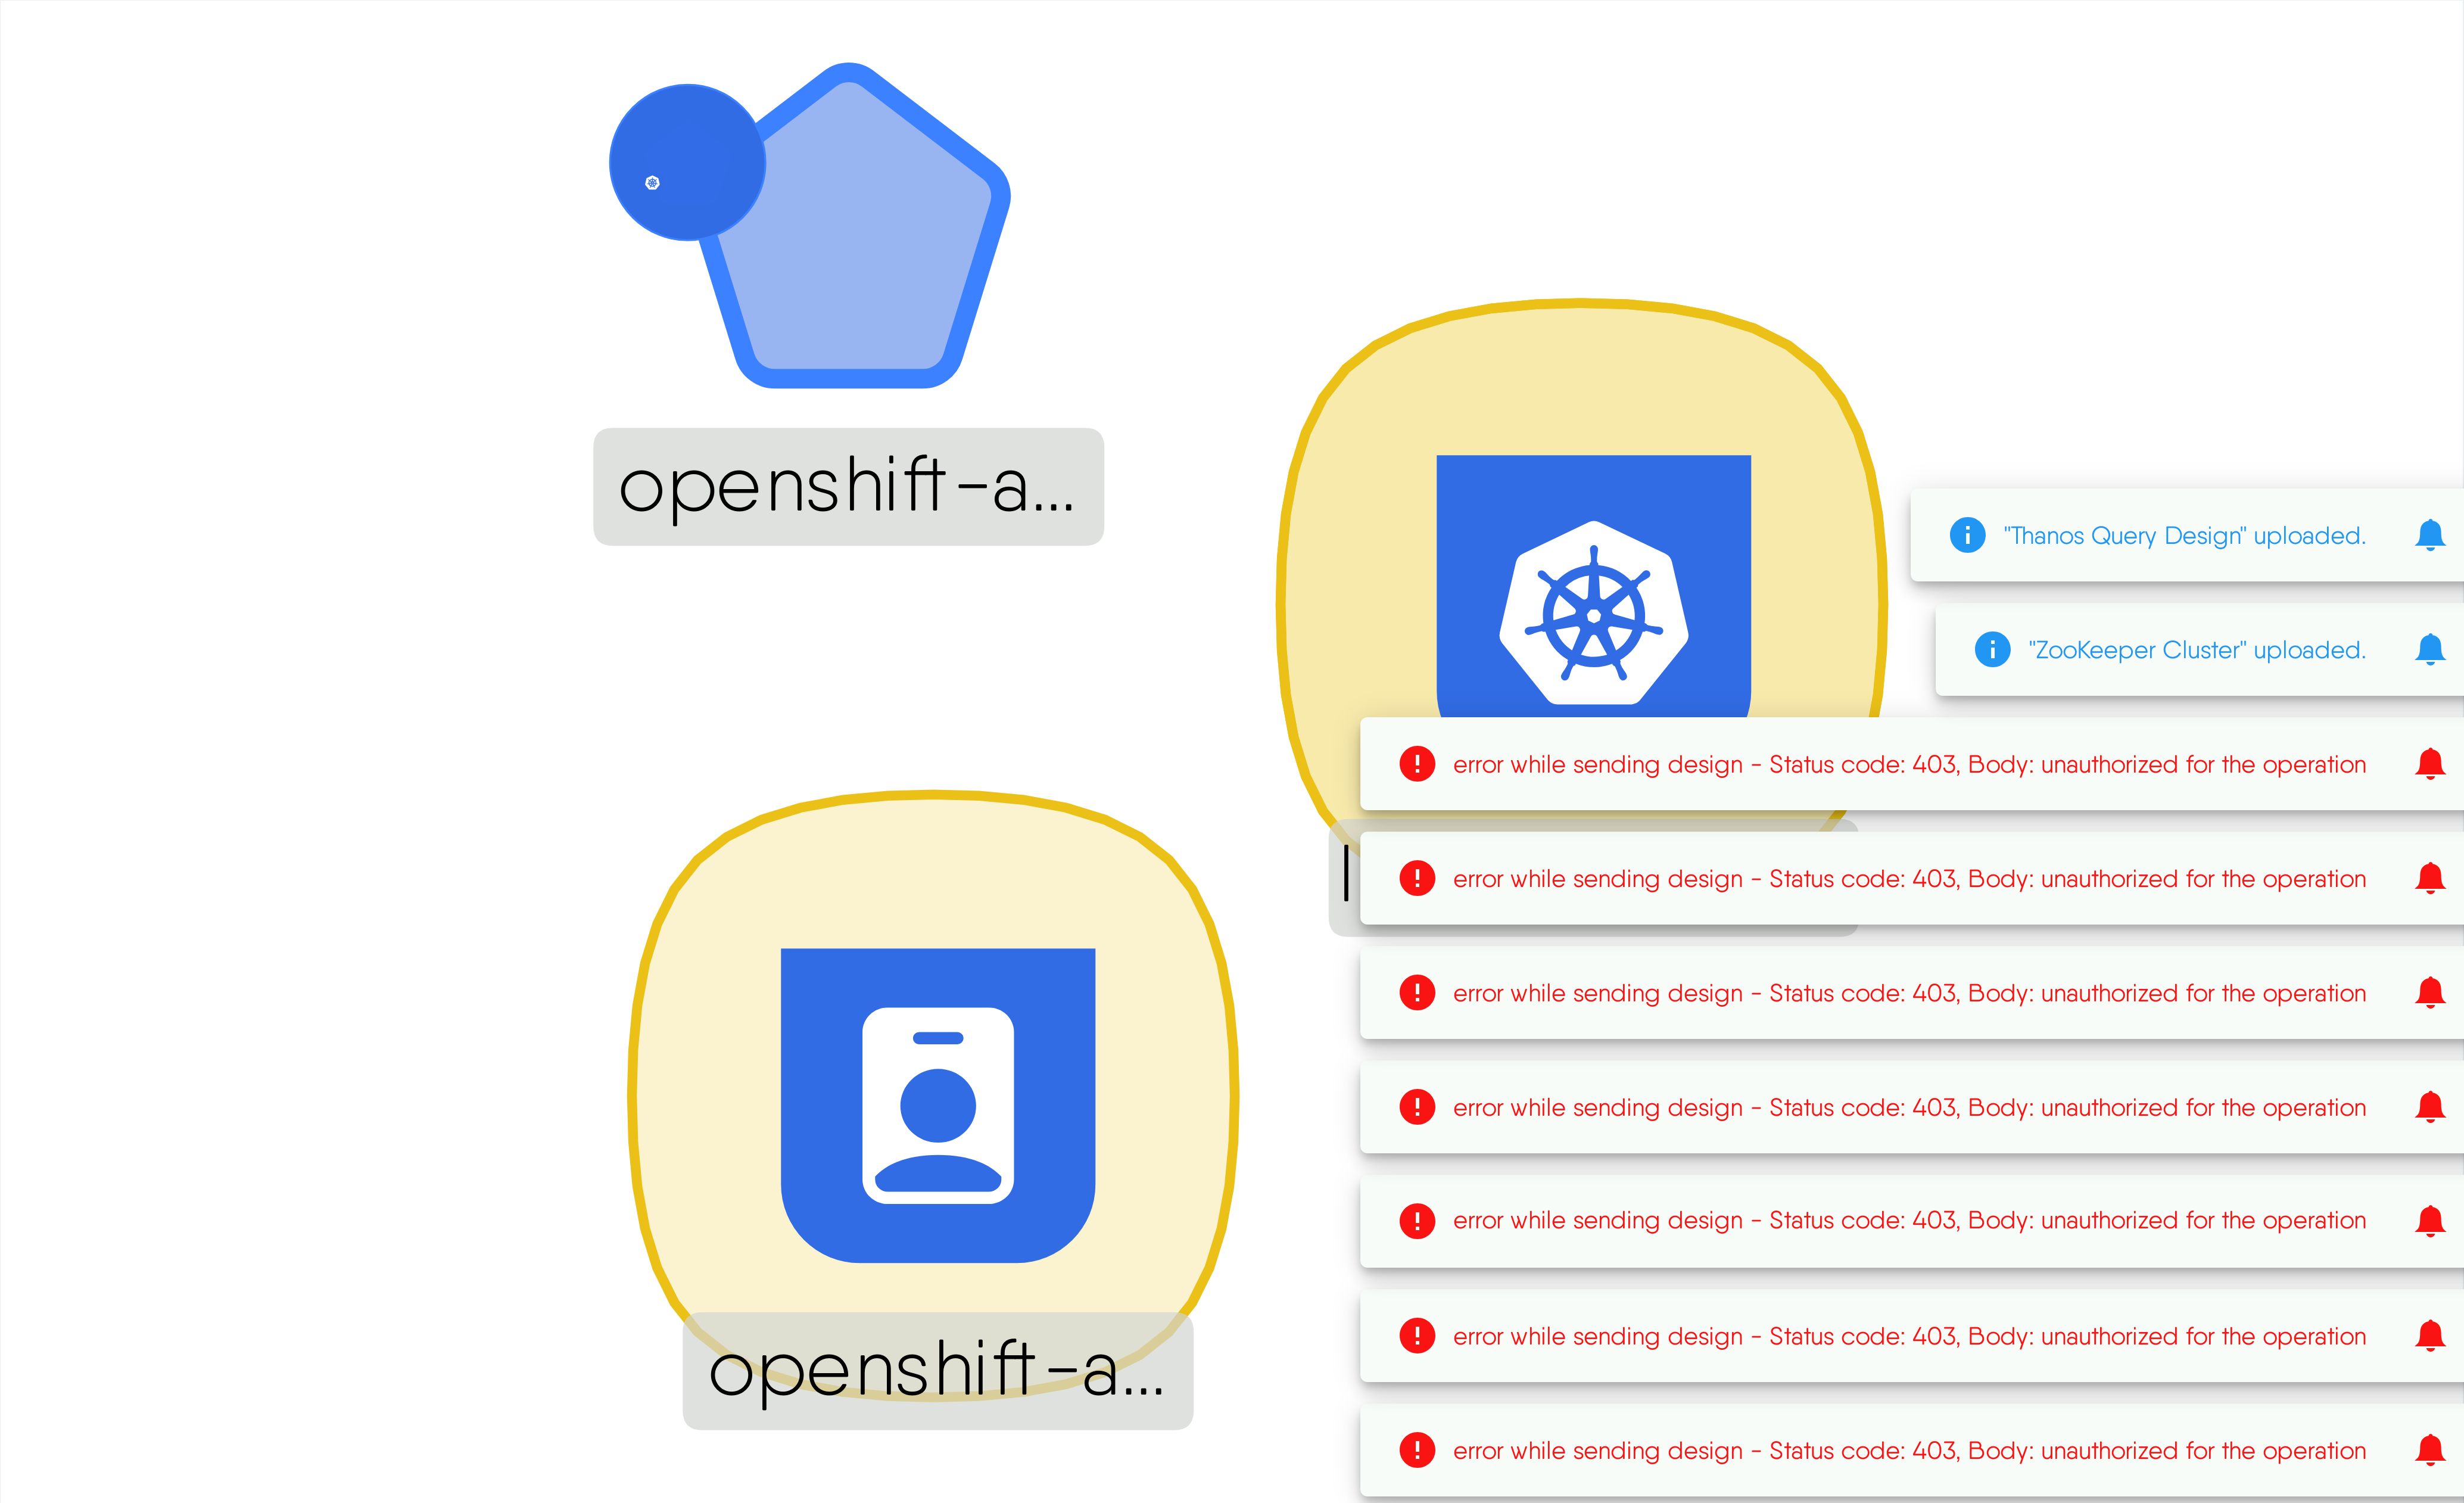 openshift-a...
"Thanos Query Design" uploaded.
"ZooKeeper Cluster" uploaded.
error while sending design - Status code: 403, Body: unauthorized for the operation
error while sending design - Status code: 403, Body: unauthorized for the operation
error while sending design - Status code: 403, Body: unauthorized for the operation
error while sending design - Status code: 403, Body: unauthorized for the operation
error while sending design - Status code: 403, Body: unauthorized for the operation
error while sending design - Status code: 403, Body: unauthorized for the operation
error while sending design - Status code: 403, Body: unauthorized for the operation
openshift-a...